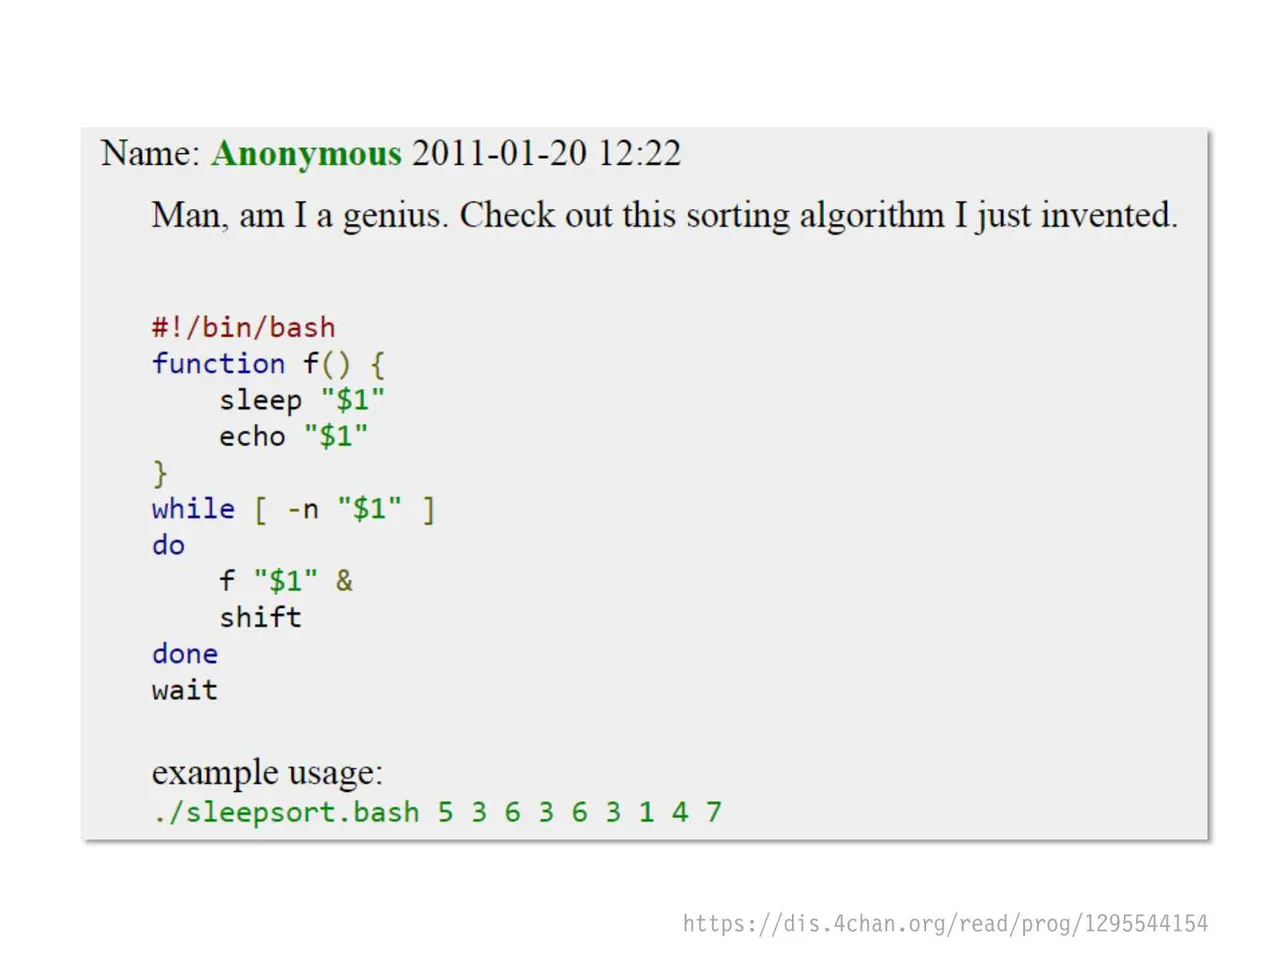 Name: Anonymous 2011-01-20 12:22
Man, am I a genius. Check out this sorting algorithm I just invented.
#!/bin/bash
function f() {
    sleep "$1"
    echo "$1"
}
while [ -n "$1" ]
do
    f "$1" &
    shift
done
wait
example usage:
./sleepsort.bash 5 3 6 3 6 3 1 4 7
https://dis.4chan.org/read/prog/1295544154